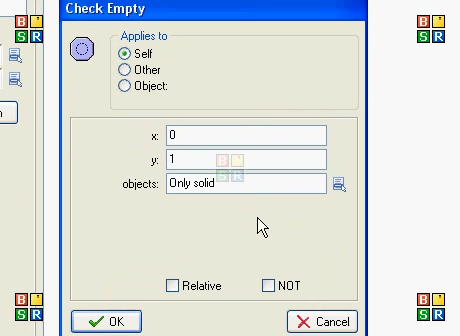 Check Empty
B '
S R
B '
S R
Applies to
Self
Other
Object:
x: 0
y: 1
B '
S R
objects: Only solid
Relative NOT
B '
S R
B '
S R
OK Cancel